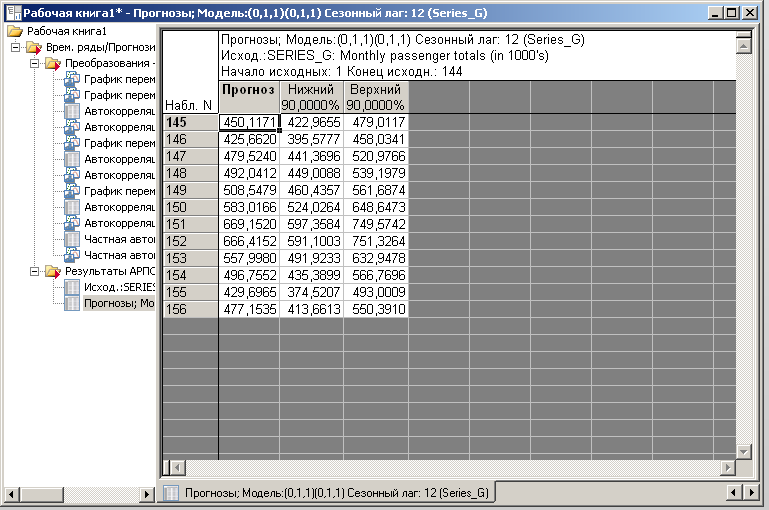 Рабочая книга1* - Прогнозы; Модель:(0,1,1)(0,1,1) Сезонный лаг: 12 (Series_G)
Рабочая книга1
Врем. ряды/Прогнози
Преобразования -
График перем
График перем
Автокорреляц
График перем
Частная авто
Автокорреляц
Автокорреляц
График перем
Автокорреляц
Автокорреляц
Частная авто
Частная авто
Результаты АРПС
Исход.:SERIE
Прогнозы; Мо
Прогнозы; Модель:(0,1,1)(0,1,1) Сезонный лаг: 12 (Series_G)
Исход.:SERIES_G: Monthly passenger totals (in 1000's)
Начало исходных: 1 Конец исходн.: 144
Набл. N Прогноз Нижний 90,0000% Верхний 90,0000%
145 450,1171 422,9655 479,0117
146 425,6620 395,5777 458,0341
147 479,5240 441,3696 520,9766
148 492,0412 449,0088 539,1979
149 508,5479 460,4357 561,6874
150 583,0166 524,0264 648,6473
151 669,1520 597,3584 749,5742
152 666,4152 591,1003 751,3264
153 557,9980 491,9233 632,9478
154 496,7552 435,3899 566,7696
155 429,6965 374,5207 493,0009
156 477,1535 413,6613 550,3910
Прогнозы; Модель:(0,1,1)(0,1,1) Сезонный лаг: 12 (Series_G)